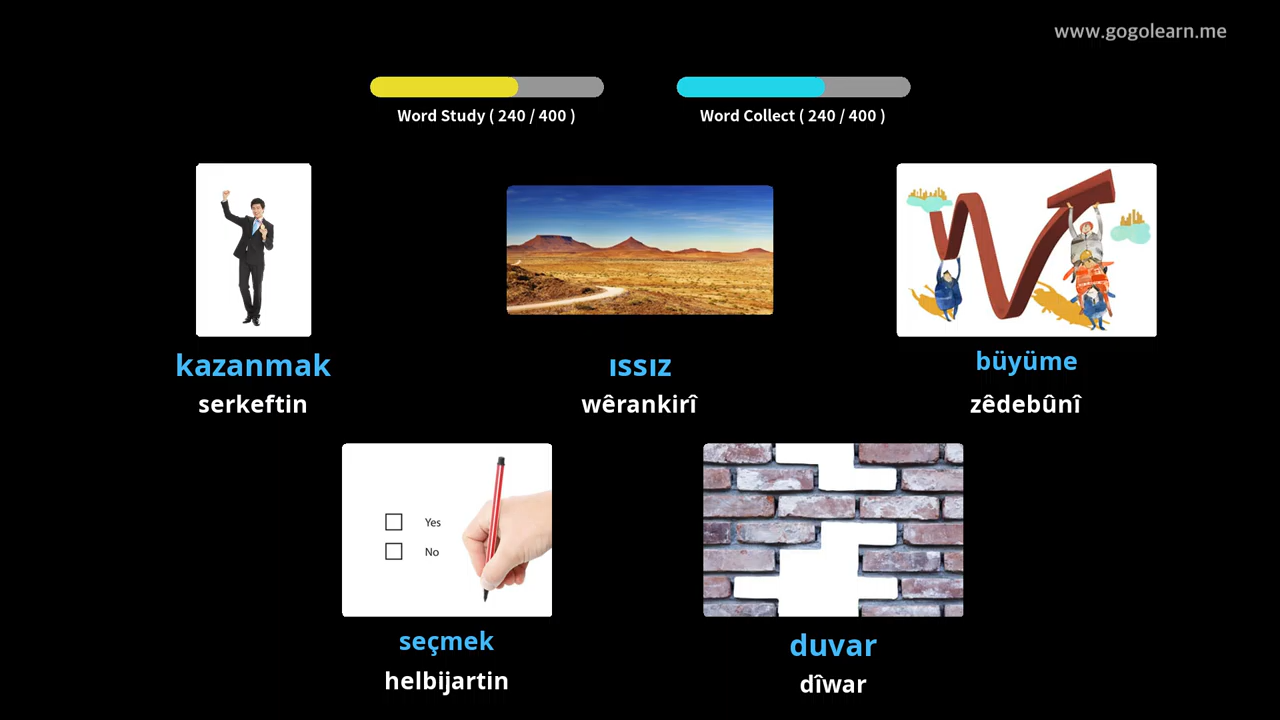 www.gogolearn.me
Word Study ( 240 / 400 )
Word Collect ( 240 / 400 )
kazanmak
serkeftin
ıssız
wêrankirî
büyüme
zêdebûnî
Yes
No
seçmek
helbijartin
duvar
dîwar